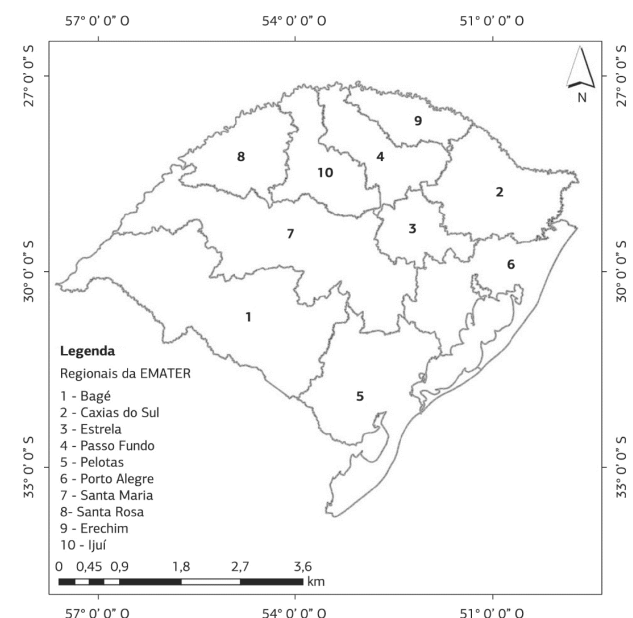 57° 0' 0" O 54° 0' 0" O 51° 0' 0" O
27° 0' 0" S
27° 0' 0" S
N
9
8
4
10
2
3
7
6
30° 0' 0" S
30° 0' 0" S
1
Legenda
Regionais da EMATER
5
1 - Bagé
2 - Caxias do Sul
3 - Estrela
4 - Passo Fundo
5 - Pelotas
6 - Porto Alegre
7 - Santa Maria
8- Santa Rosa
9 - Erechim
10 - Ijuí
33° 0' 0" S
33° 0' 0" S
0 0,45 0,9 1,8 2,7 3,6
km
57° 0' 0" O 54° 0' 0" O 51° 0' 0" O